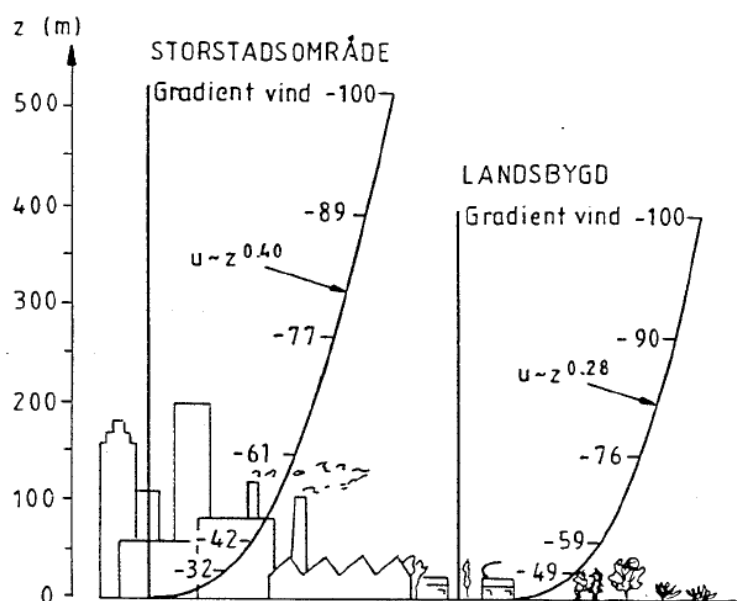 z (m)
STORSTADSOMRÅDE
Gradient vind -100
500
LANDSBYGD
400
-89
Gradient vind -100
u~z^0.40
300
-77
-90
u~z^0.28
200
-61
-76
100
-42
-59
-32
-49
0